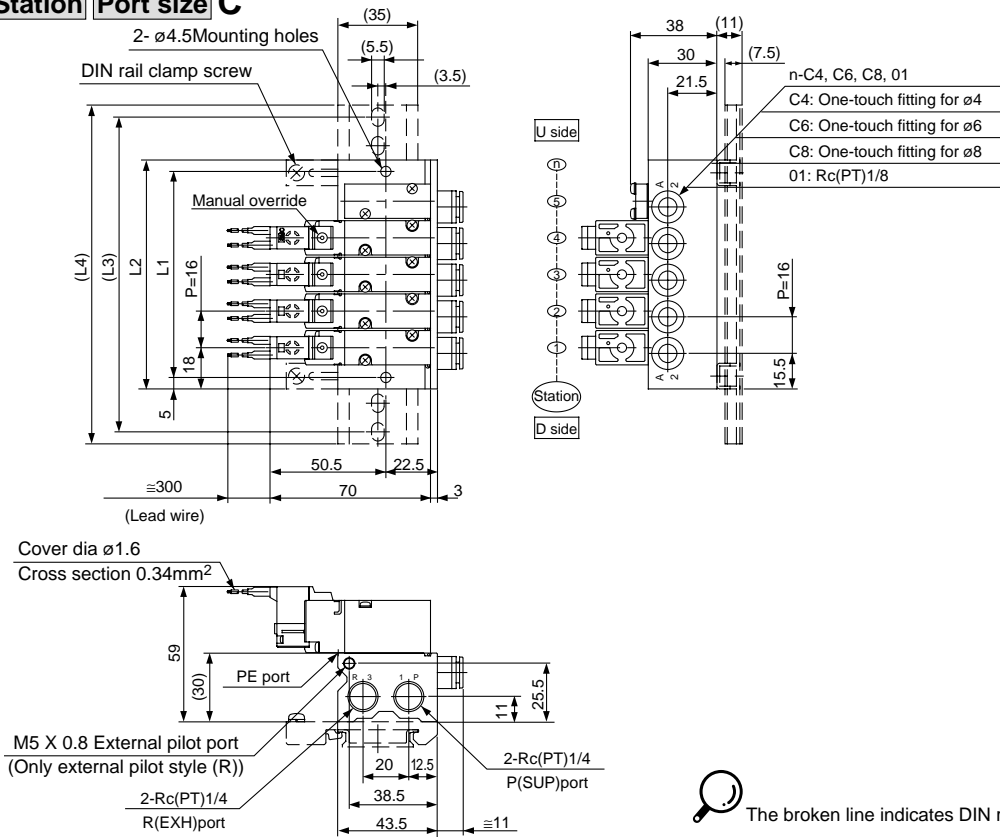 Station Port size C
2- ø4.5Mounting holes
DIN rail clamp screw
(35)
(5.5)
(3.5)
Manual override
(L4)
(L3)
L2
L1
P=16
18
5
50.5
22.5
≅300
70
3
(Lead wire)
38
(11)
30
(7.5)
21.5
n-C4, C6, C8, 01
C4: One-touch fitting for ø4
C6: One-touch fitting for ø6
C8: One-touch fitting for ø8
01: Rc(PT)1/8
U side
n
5
4
3
2
1
Station
D side
A 2
A 2
P=16
15.5
Cover dia ø1.6
Cross section 0.34mm²
59
(30)
PE port
R 3
1 P
11
25.5
M5 X 0.8 External pilot port
(Only external pilot style (R))
2-Rc(PT)1/4
R(EXH)port
20
12.5
38.5
43.5
≅11
2-Rc(PT)1/4
P(SUP)port
The broken line indicates DIN